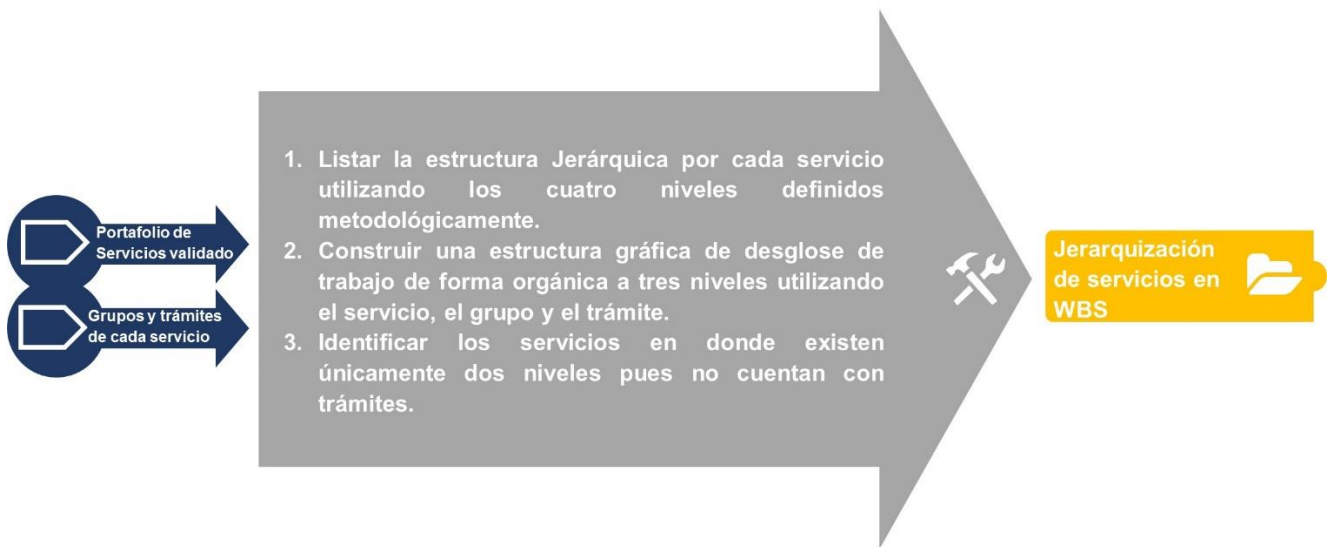 Portafolio de
Servicios validado
Grupos y trámites
de cada servicio
1. Listar la estructura Jerárquica por cada servicio
utilizando los cuatro niveles definidos
metodológicamente.
2. Construir una estructura gráfica de desglose de
trabajo de forma orgánica a tres niveles utilizando
el servicio, el grupo y el trámite.
3. Identificar los servicios en donde existen
únicamente dos niveles pues no cuentan con
trámites.
Jerarquización
de servicios en
WBS